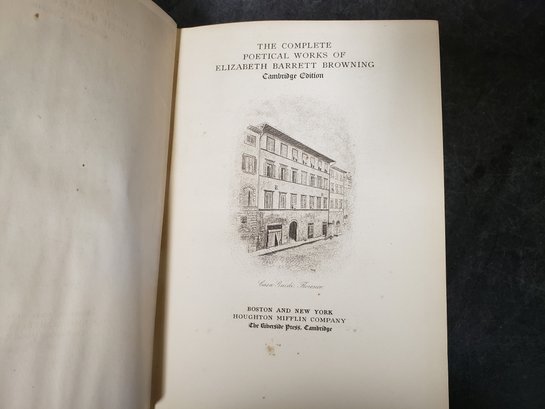 THE COMPLETE
POETICAL WORKS OF
ELIZABETH BARRETT BROWNING
Cambridge Edition
Casa Guidi, Florence
BOSTON AND NEW YORK
HOUGHTON MIFFLIN COMPANY
The Riverside Press, Cambridge